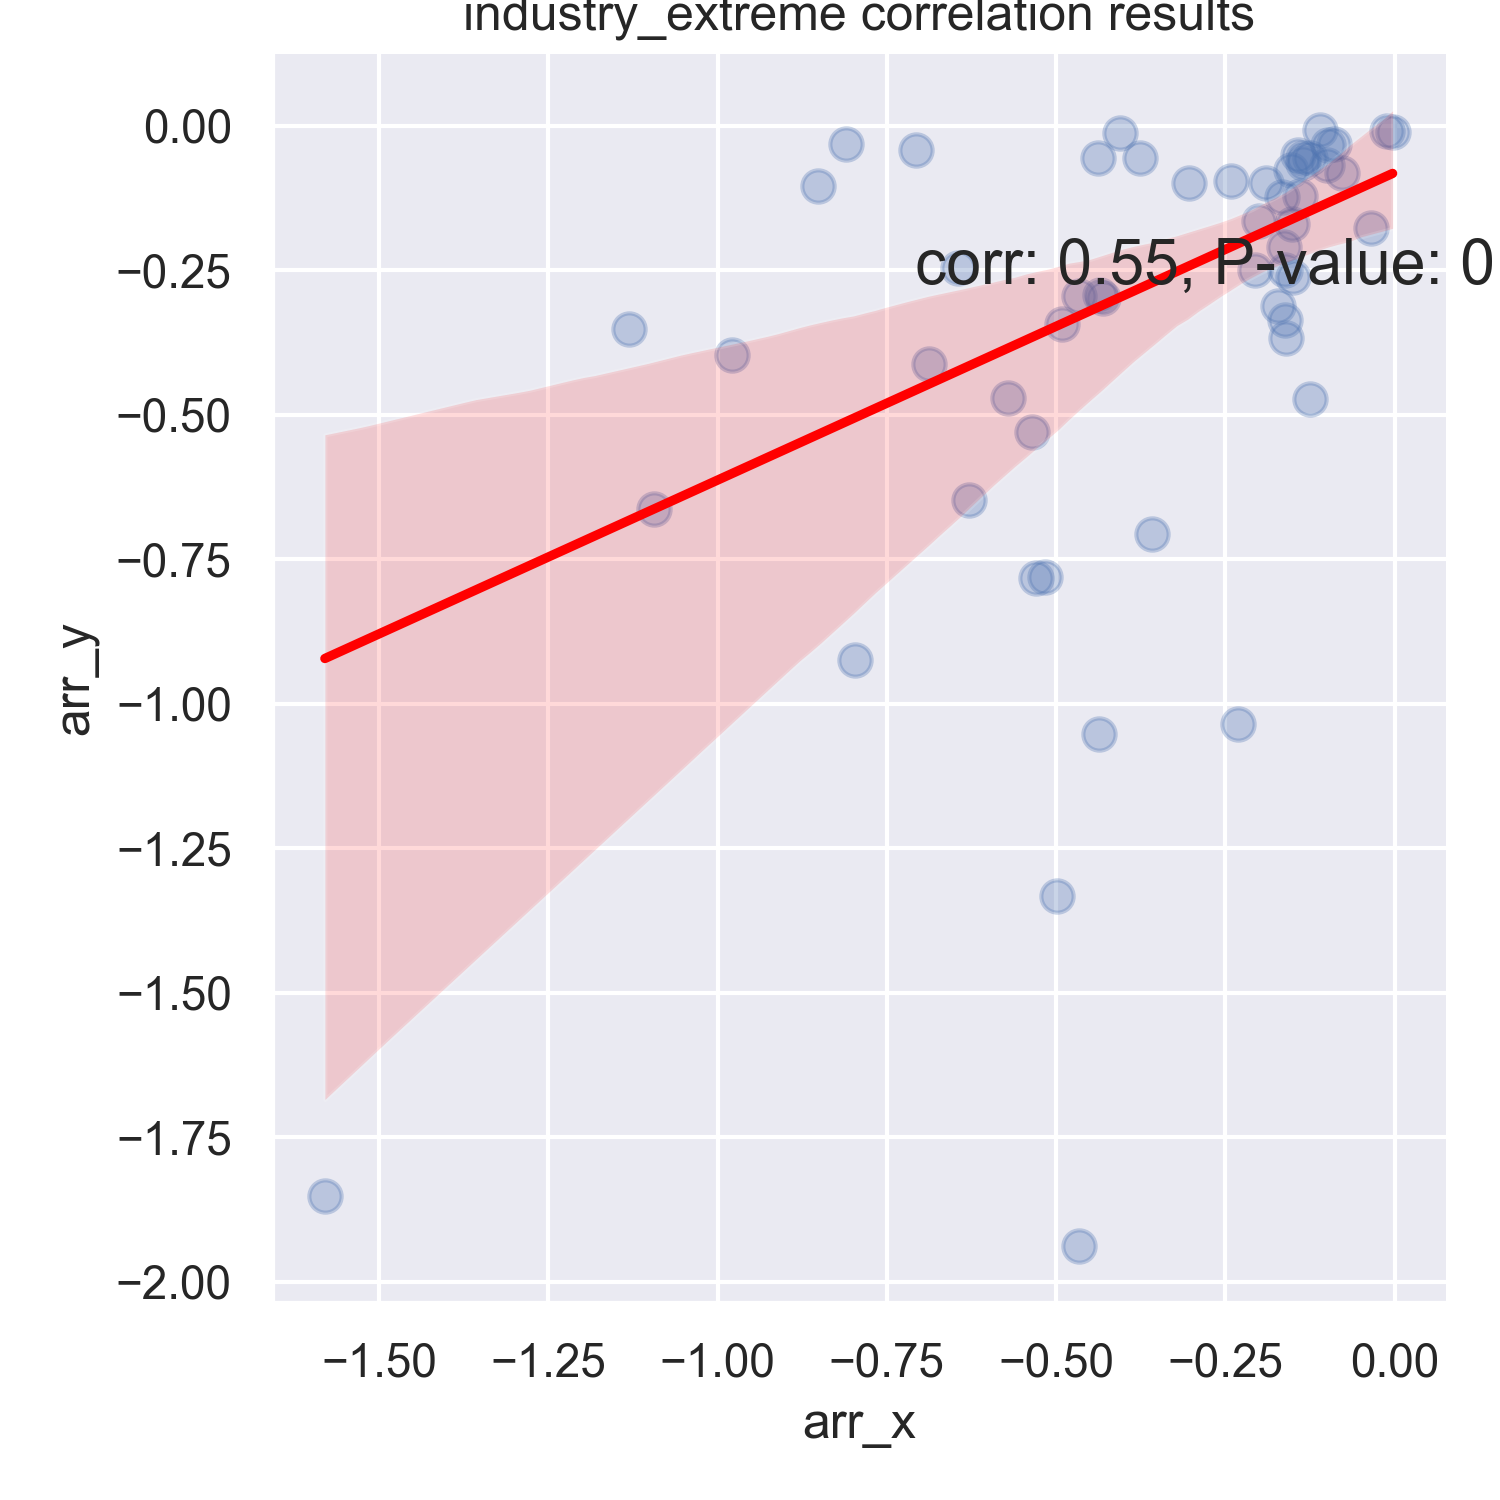 industry_extreme correlation results
0.00
−0.25
−0.50
−0.75
−1.00
−1.25
−1.50
−1.75
−2.00
arr_y
corr: 0.55, P-value: 0
−1.50 −1.25 −1.00 −0.75 −0.50 −0.25 0.00
arr_x